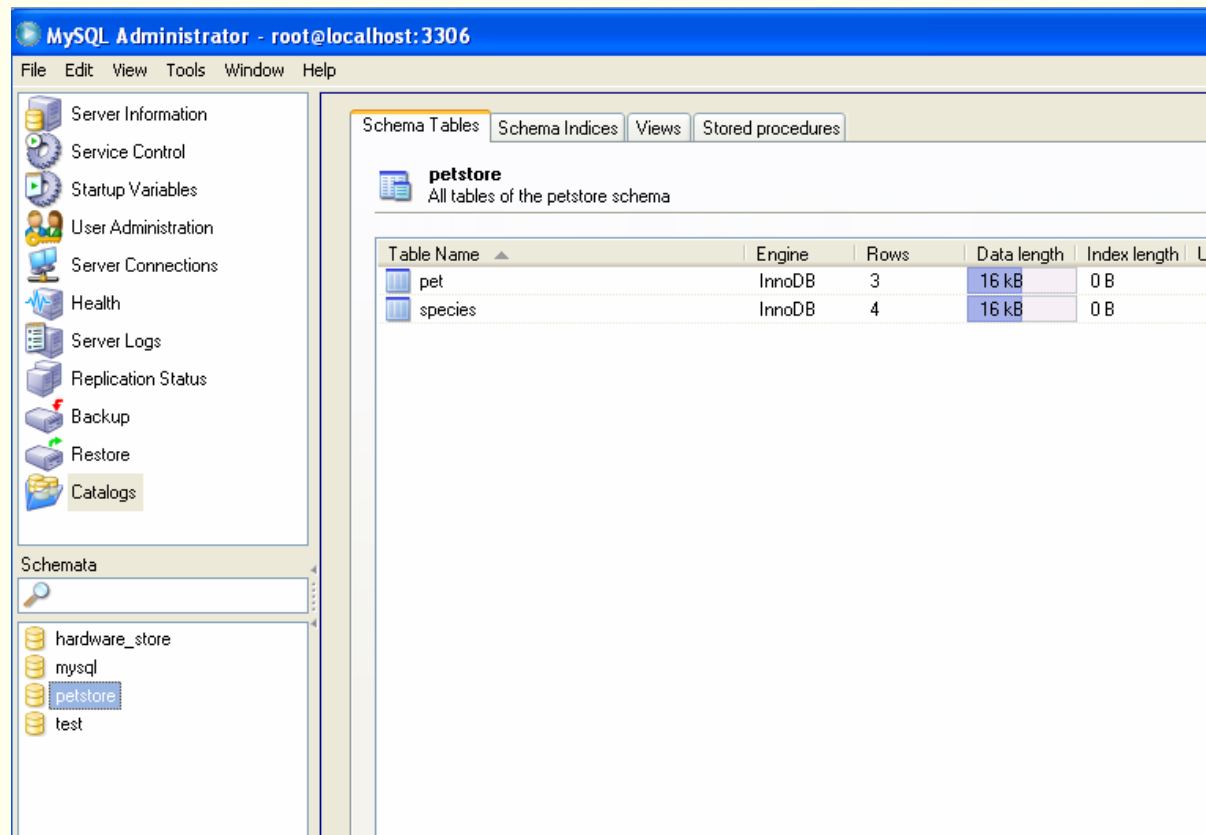 MySQL Administrator - root@localhost:3306
File Edit View Tools Window Help
Server Information
Service Control
Startup Variables
User Administration
Server Connections
Health
Server Logs
Replication Status
Backup
Restore
Catalogs
Schemata
hardware_store
mysql
petstore
test
Schema Tables Schema Indices Views Stored procedures
petstore
All tables of the petstore schema
Table Name Engine Rows Data length Index length U
pet InnoDB 3 16 kB 0 B
species InnoDB 4 16 kB 0 B